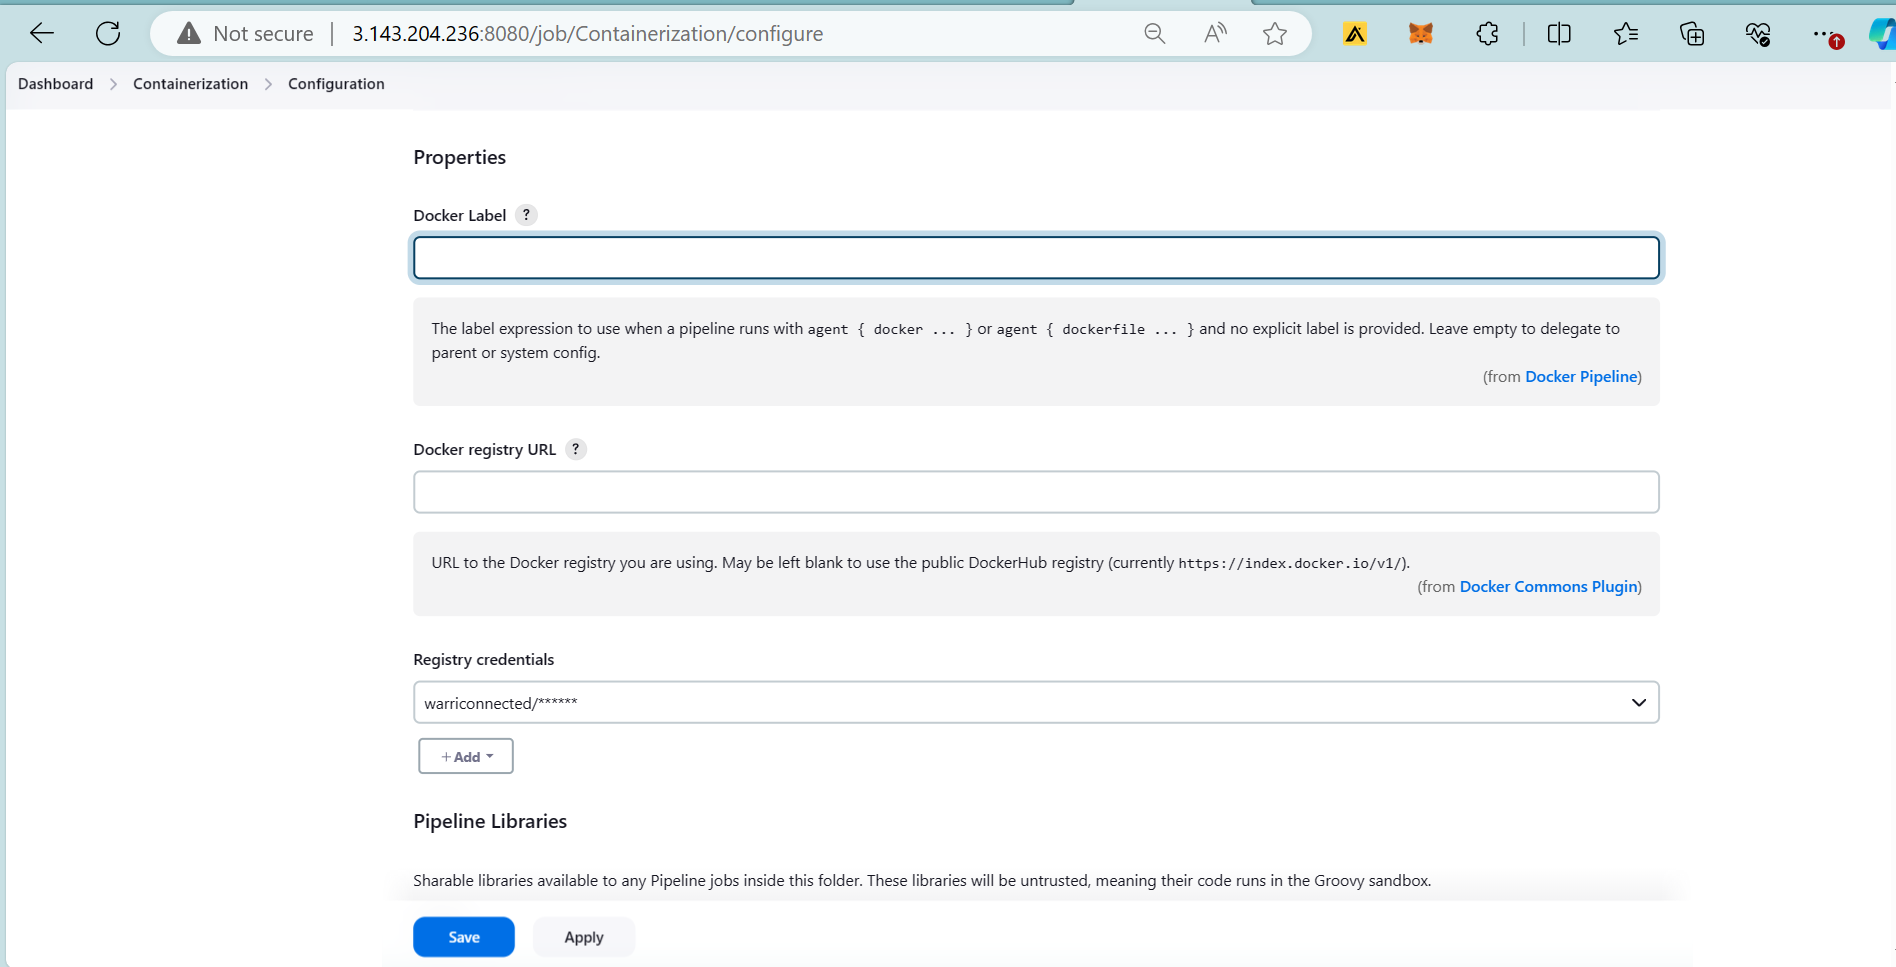 Not secure
3.143.204.236:8080/job/Containerization/configure
Dashboard > Containerization > Configuration
Properties
Docker Label ?
The label expression to use when a pipeline runs with agent { docker ... } or agent { dockerfile ... } and no explicit label is provided. Leave empty to delegate to
parent or system config.
(from Docker Pipeline)
Docker registry URL ?
URL to the Docker registry you are using. May be left blank to use the public DockerHub registry (currently https://index.docker.io/v1/).
(from Docker Commons Plugin)
Registry credentials
warriconnected/******
+ Add
Pipeline Libraries
Sharable libraries available to any Pipeline jobs inside this folder. These libraries will be untrusted, meaning their code runs in the Groovy sandbox.
Save
Apply